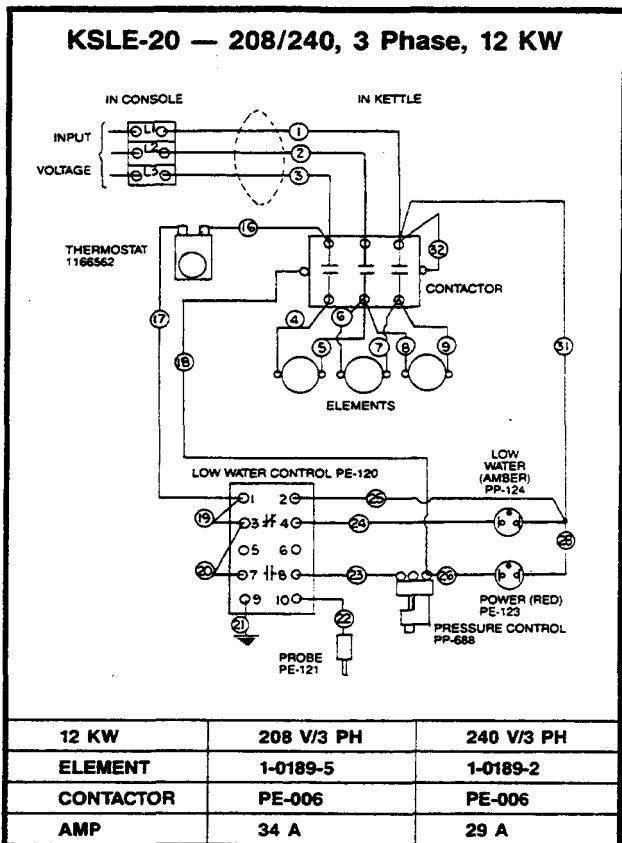 KSLE-20 — 208/240, 3 Phase, 12 KW
IN CONSOLE
IN KETTLE
INPUT
VOLTAGE
L1
L2
L3
1
2
3
16
THERMOSTAT
1166562
32
CONTACTOR
17
18
4
6
5
7
8
9
31
ELEMENTS
LOW WATER CONTROL PE-120
LOW
WATER
(AMBER)
PP-124
1 2
25
19
3 4
24
28
5 6
20
7 8
23
26
9 10
21
22
POWER (RED)
PE-123
PRESSURE CONTROL
PP-688
PROBE
PE-121
12 KW 208 V/3 PH 240 V/3 PH
ELEMENT 1-0189-5 1-0189-2
CONTACTOR PE-006 PE-006
AMP 34 A 29 A